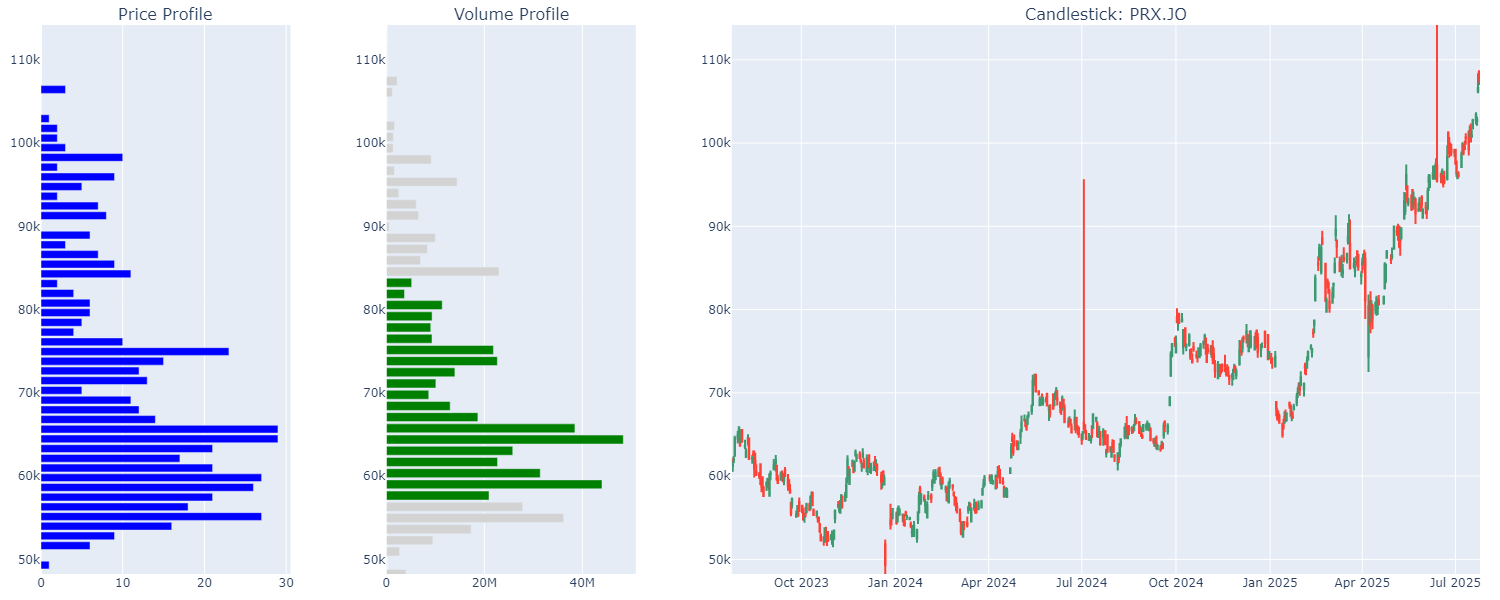 Price Profile
110k
100k
90k
80k
70k
60k
50k
0 10 20 30
Volume Profile
110k
100k
90k
80k
70k
60k
50k
0 20M 40M
Candlestick: PRX.JO
110k
100k
90k
80k
70k
60k
50k
Oct 2023 Jan 2024 Apr 2024 Jul 2024 Oct 2024 Jan 2025 Apr 2025 Jul 2025